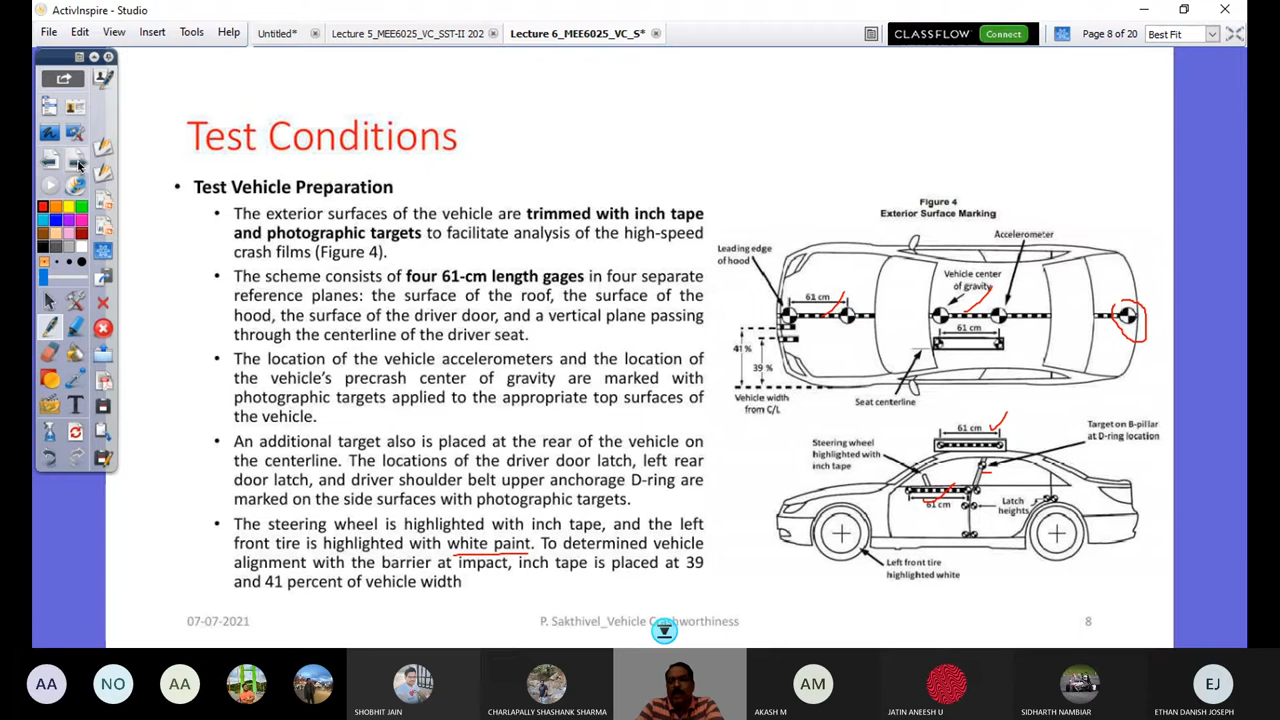 ActivInspire - Studio
File Edit View Insert Tools Help
Untitled* Lecture 5_MEE6025_VC_SST-II 202 Lecture 6_MEE6025_VC_S*
CLASSFLOW Connect Page 8 of 20 Best Fit
Test Conditions
• Test Vehicle Preparation
• The exterior surfaces of the vehicle are trimmed with inch tape
and photographic targets to facilitate analysis of the high-speed
crash films (Figure 4).
• The scheme consists of four 61-cm length gages in four separate
reference planes: the surface of the roof, the surface of the
hood, the surface of the driver door, and a vertical plane passing
through the centerline of the driver seat.
• The location of the vehicle accelerometers and the location of
the vehicle's precrash center of gravity are marked with
photographic targets applied to the appropriate top surfaces of
the vehicle.
• An additional target also is placed at the rear of the vehicle on
the centerline. The locations of the driver door latch, left rear
door latch, and driver shoulder belt upper anchorage D-ring are
marked on the side surfaces with photographic targets.
• The steering wheel is highlighted with inch tape, and the left
front tire is highlighted with white paint. To determined vehicle
alignment with the barrier at impact, inch tape is placed at 39
and 41 percent of vehicle width
Figure 4
Exterior Surface Marking
Leading edge
of hood
Accelerometer
Vehicle center
of gravity
61 cm
61 cm
41 %
39 %
Vehicle width
from C/L
Seat centerline
61 cm
Target on B-pillar
at D-ring location
Steering wheel
highlighted with
inch tape
61 cm
Latch
heights
Left front tire
highlighted white
07-07-2021 P. Sakthivel_Vehicle Crashworthiness 8
AA NO AA SHOBHIT JAIN CHARLAPALLY SHASHANK SHARMA AM AKASH M JATIN ANEESH U SIDHARTH NAMBIAR EJ ETHAN DANISH JOSEPH